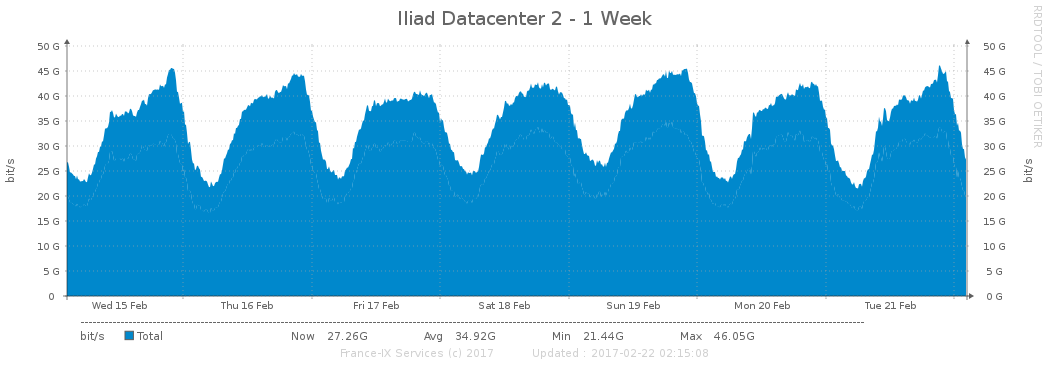 Iliad Datacenter 2 - 1 Week
RRDTOOL / TOBI OETIKER
50 G 50 G
45 G 45 G
40 G 40 G
35 G 35 G
30 G 30 G
25 G 25 G
20 G 20 G
15 G 15 G
10 G 10 G
5 G 5 G
0 0 G
bit/s bit/s
Wed 15 Feb Thu 16 Feb Fri 17 Feb Sat 18 Feb Sun 19 Feb Mon 20 Feb Tue 21 Feb
bit/s Total Now 27.26G Avg 34.92G Min 21.44G Max 46.05G
France-IX Services (c) 2017 Updated : 2017-02-22 02:15:08